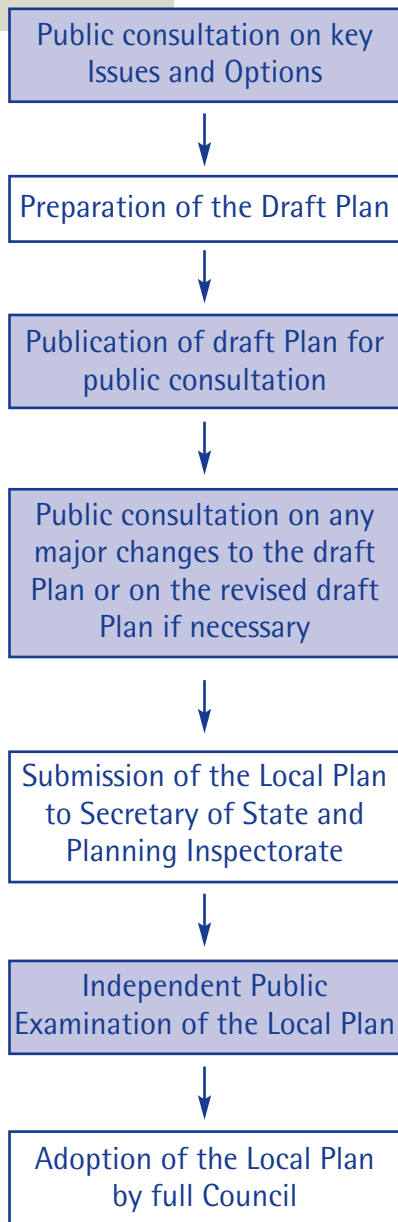 Public consultation on key
Issues and Options
Preparation of the Draft Plan
Publication of draft Plan for
public consultation
Public consultation on any
major changes to the draft
Plan or on the revised draft
Plan if necessary
Submission of the Local Plan
to Secretary of State and
Planning Inspectorate
Independent Public
Examination of the Local Plan
Adoption of the Local Plan
by full Council